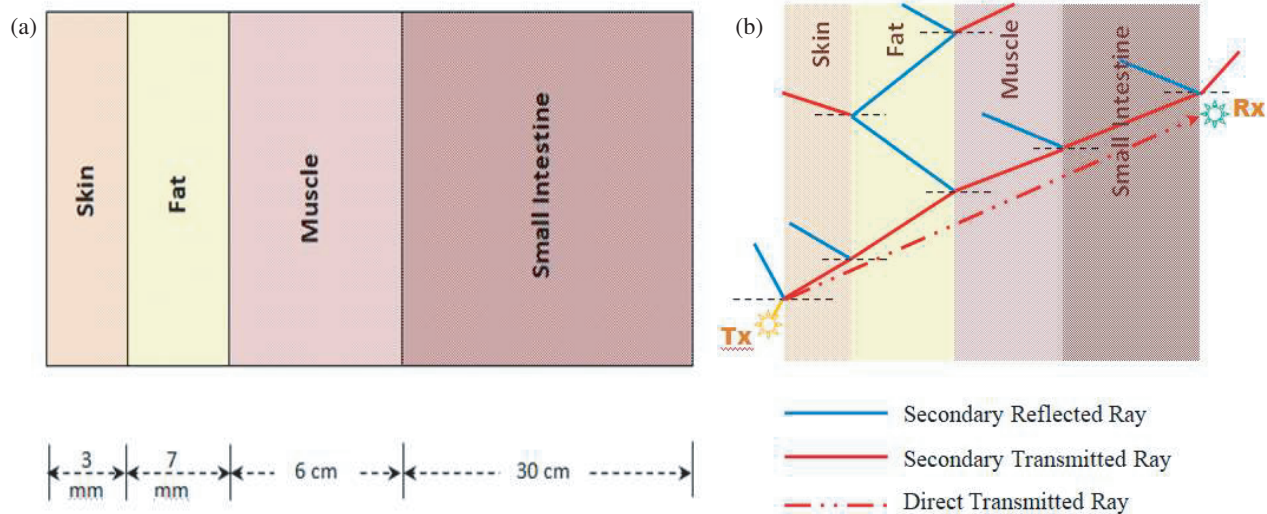 (a)
Skin
Fat
Muscle
Small Intestine
3
mm
7
mm
6 cm
30 cm
(b)
Skin
Fat
Muscle
Small Intestine
Tx
Rx
Secondary Reflected Ray
Secondary Transmitted Ray
Direct Transmitted Ray